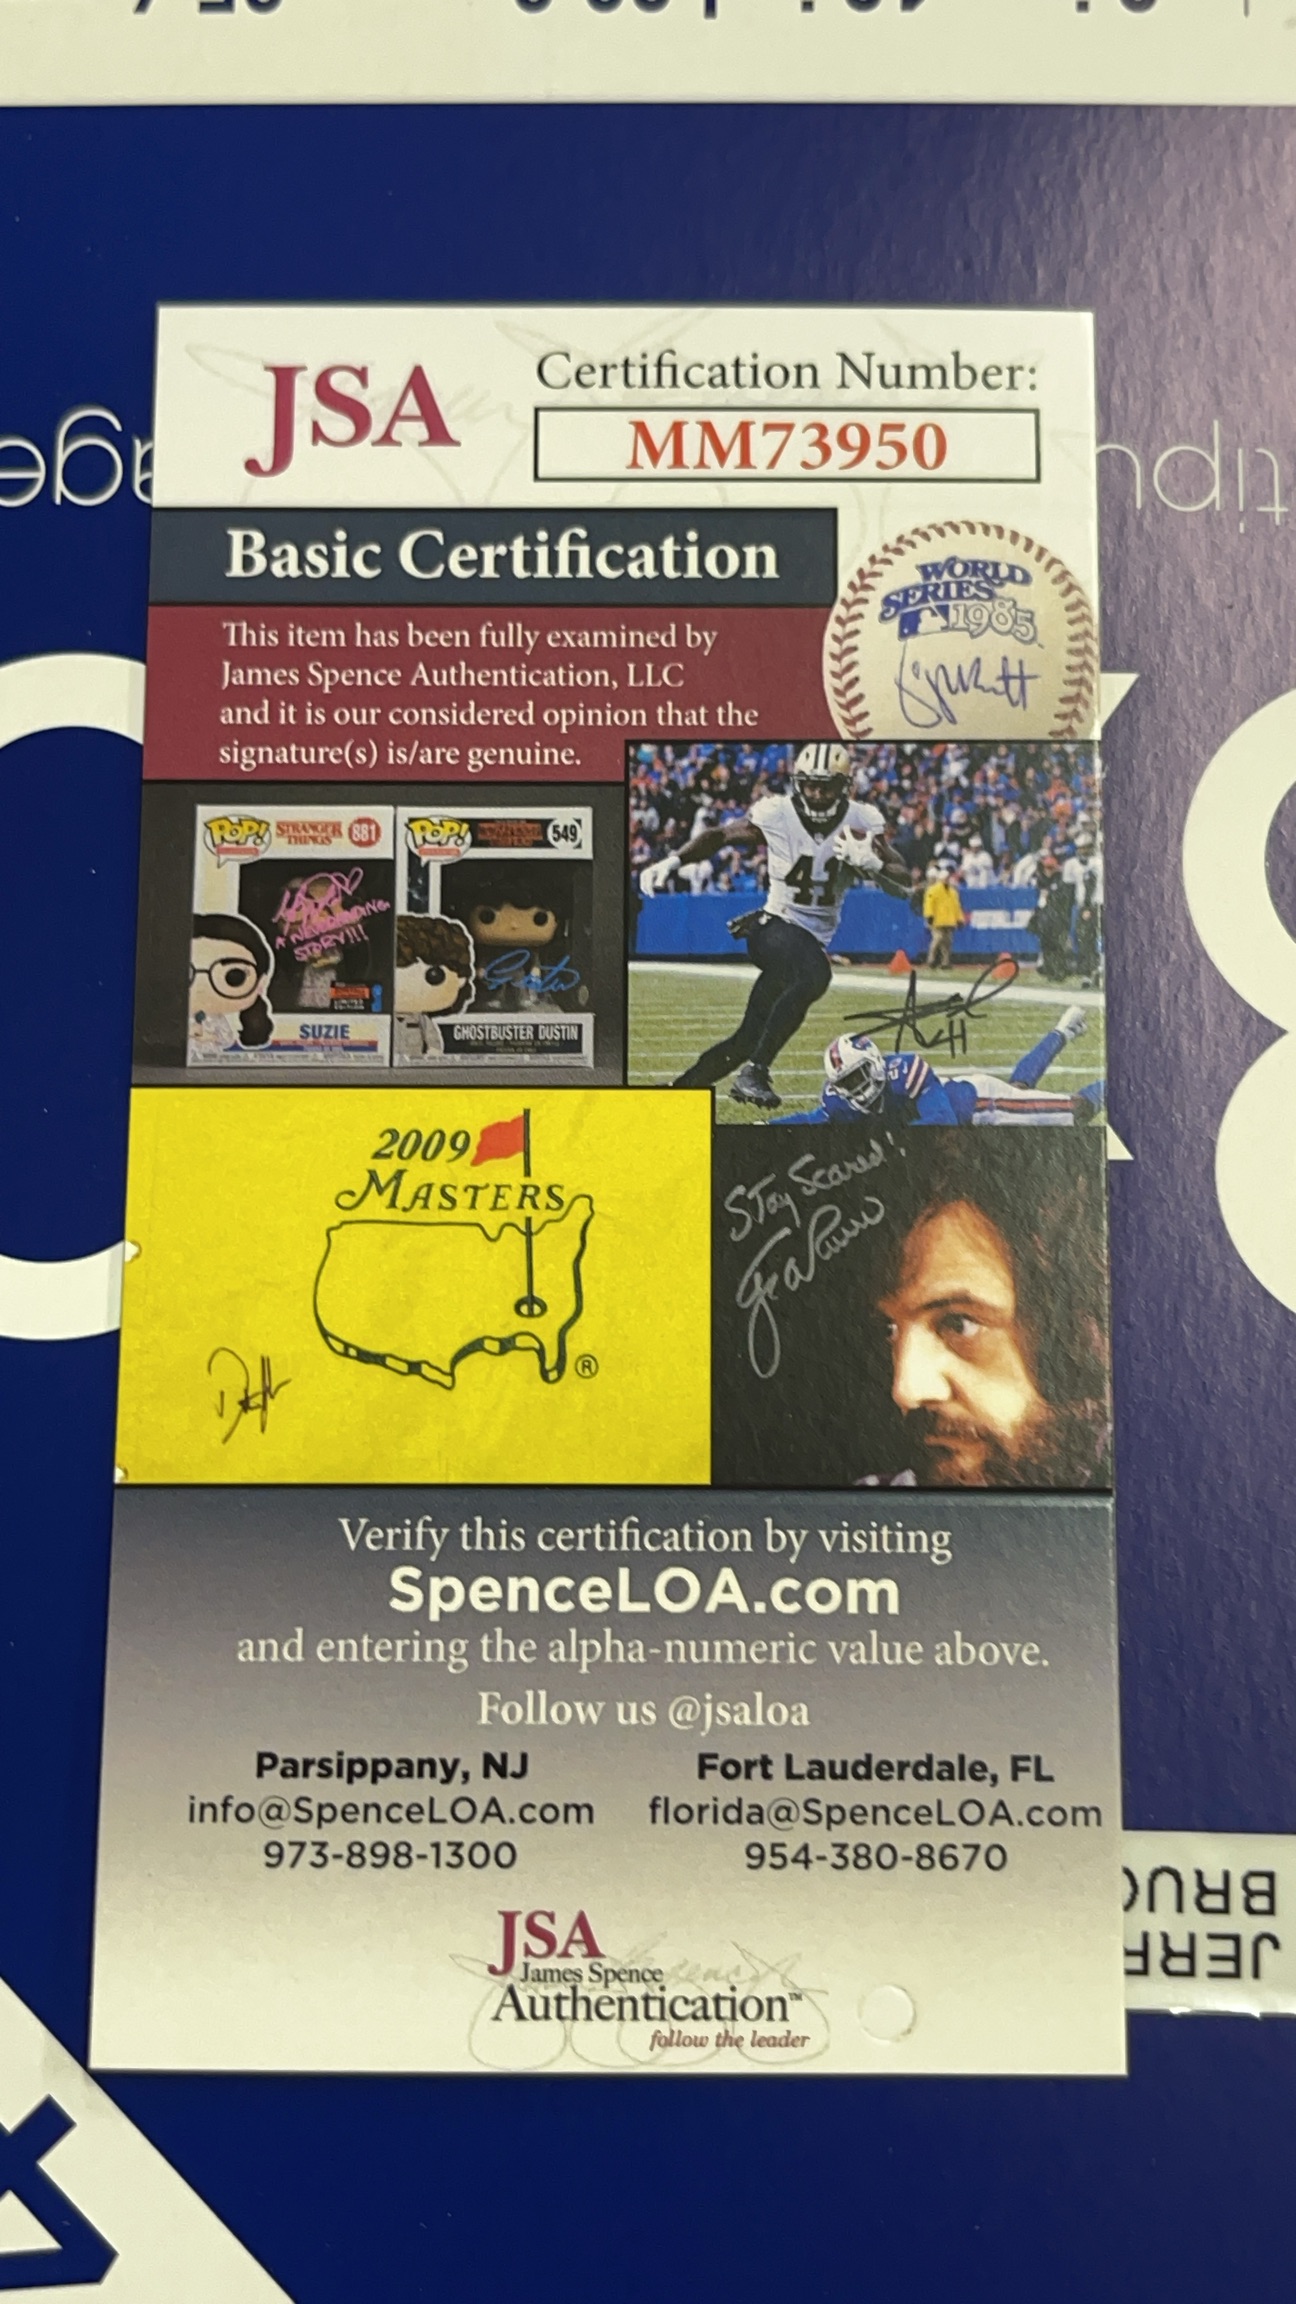 JSA
Certification Number:
MM73950
Basic Certification
This item has been fully examined by
James Spence Authentication, LLC
and it is our considered opinion that the
signature(s) is/are genuine.
WORLD
SERIES
1985
POP!
STRANGER
THINGS
881
A NEVERENDING
STORY!!!
SUZIE
POP!
549
GHOSTBUSTER DUSTIN
41
2009
MASTERS
®
Stay Scared!
Verify this certification by visiting
SpenceLOA.com
and entering the alpha-numeric value above.
Follow us @jsaloa
Parsippany, NJ
info@SpenceLOA.com
973-898-1300
Fort Lauderdale, FL
florida@SpenceLOA.com
954-380-8670
JSA
James Spence
Authentication™
follow the leader